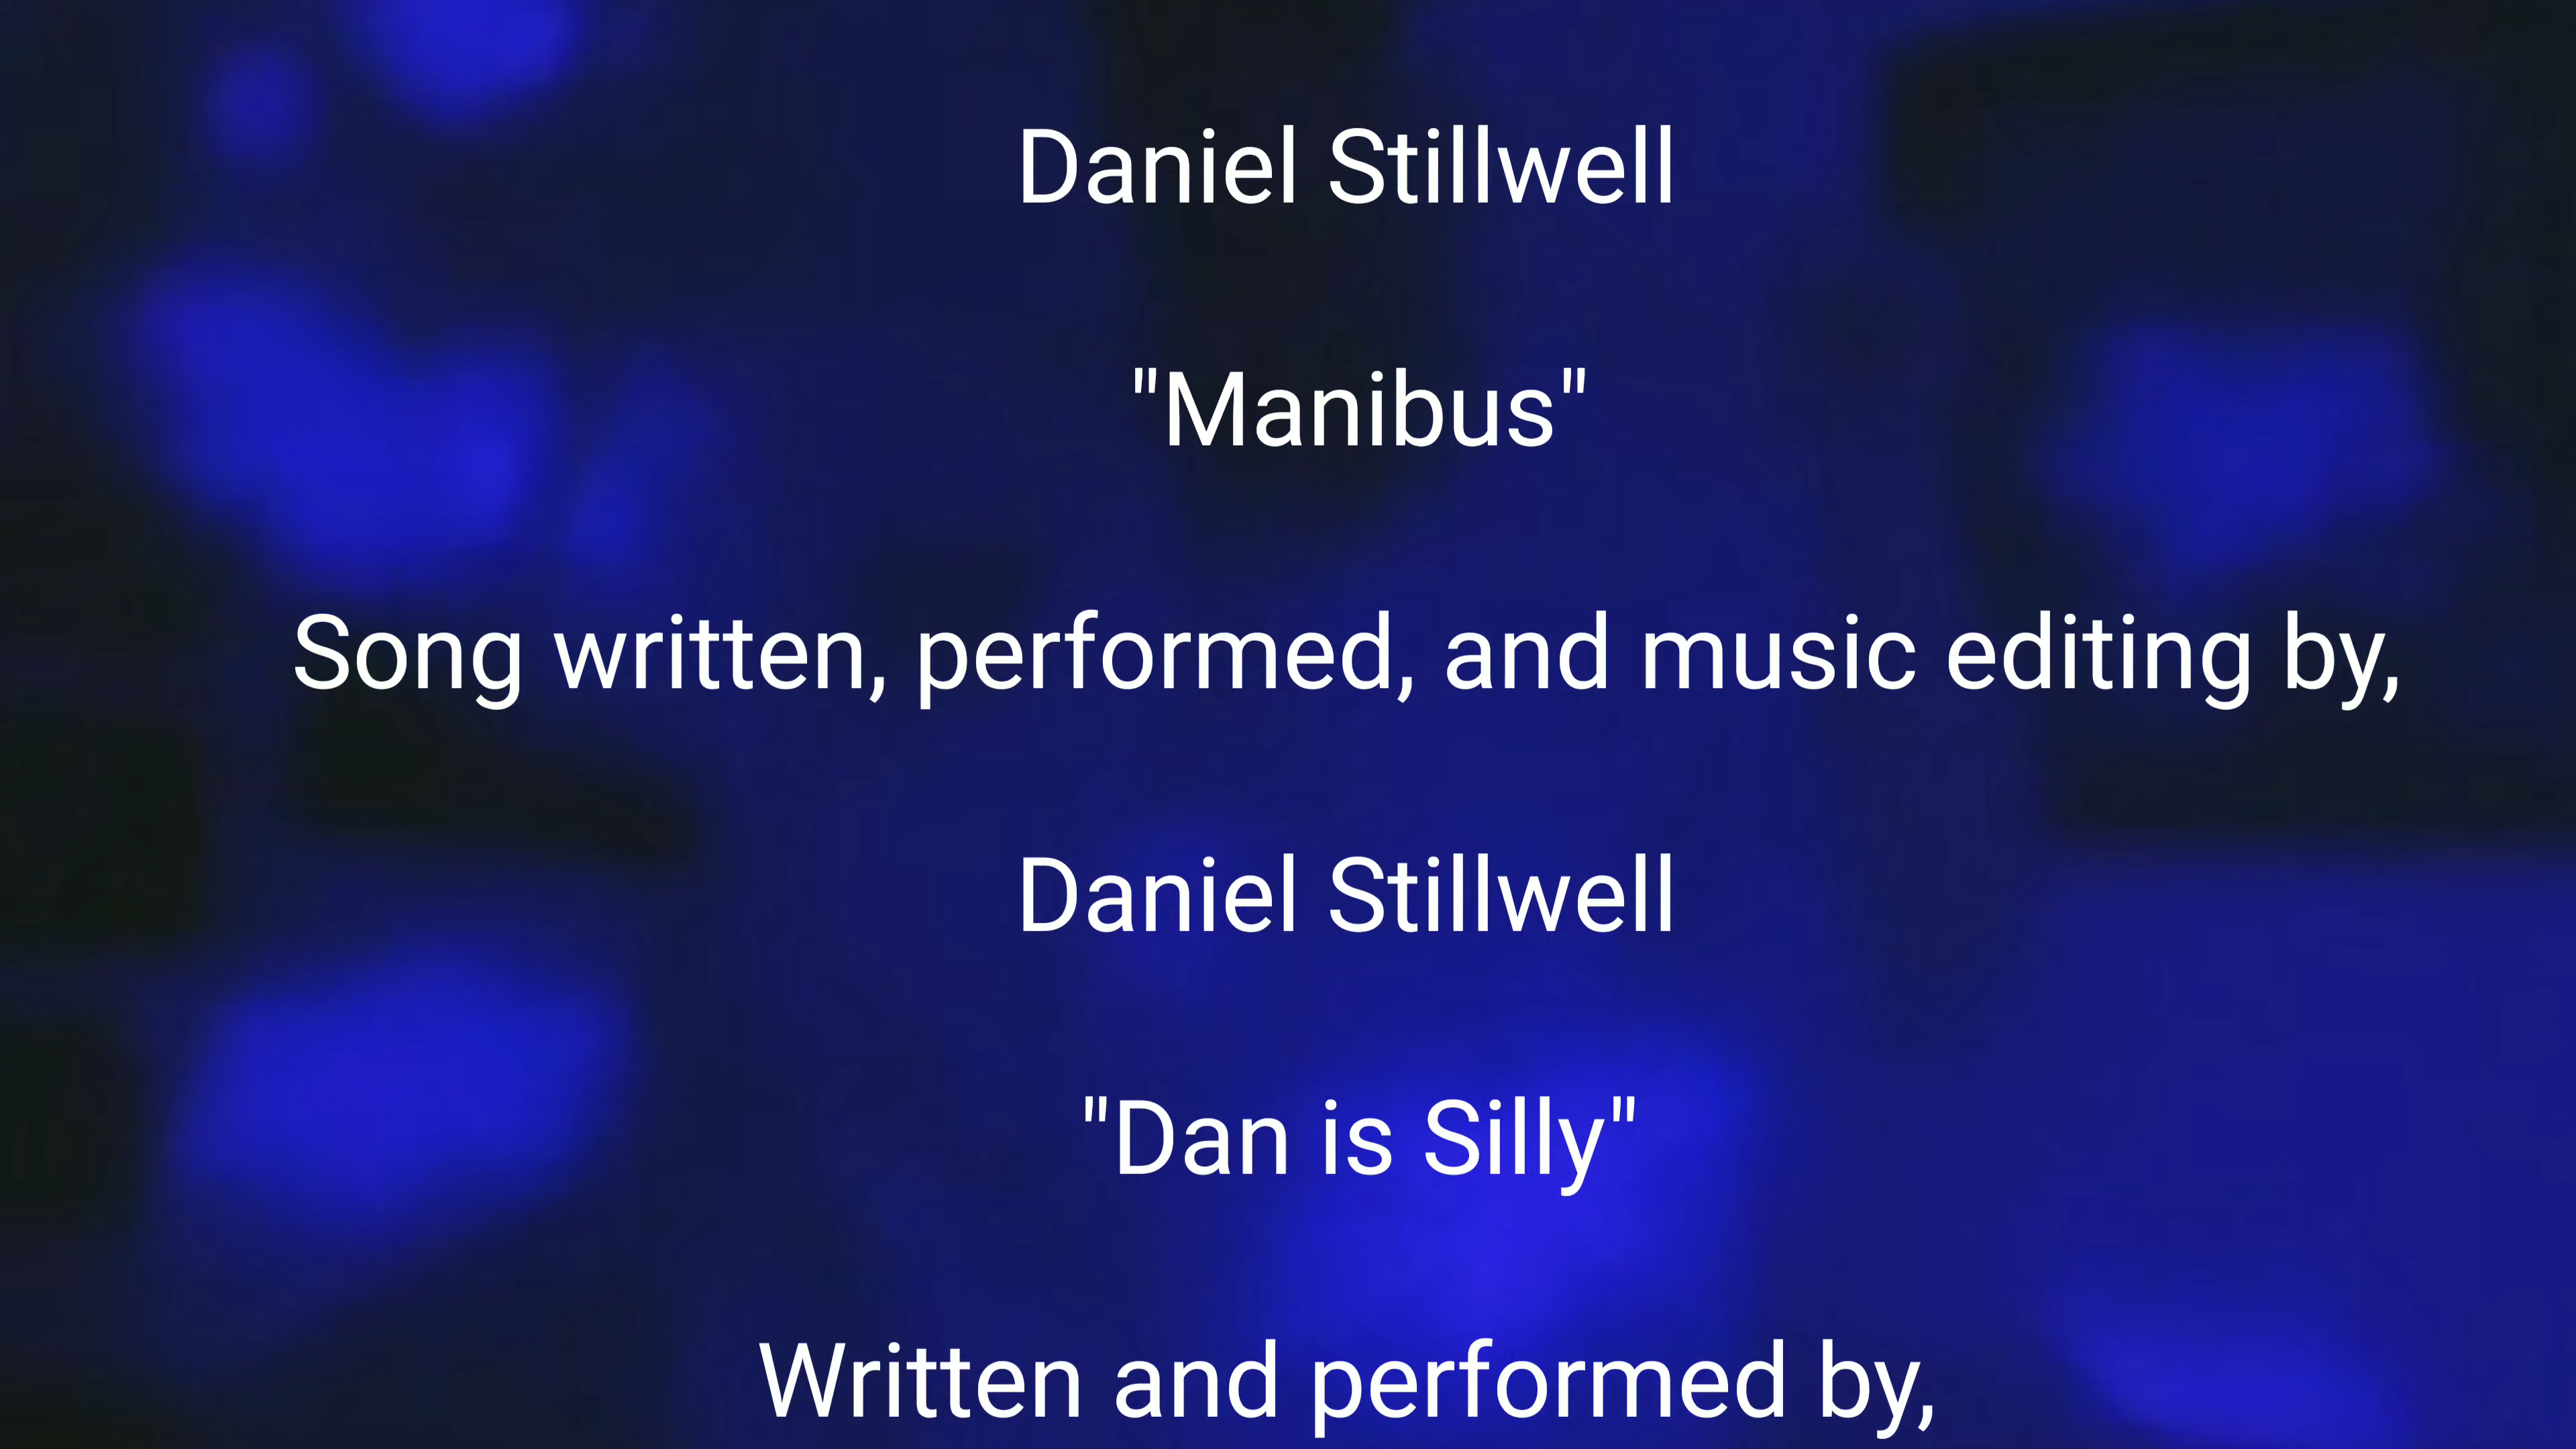 Daniel Stillwell
"Manibus"
Song written, performed, and music editing by,
Daniel Stillwell
"Dan is Silly"
Written and performed by,